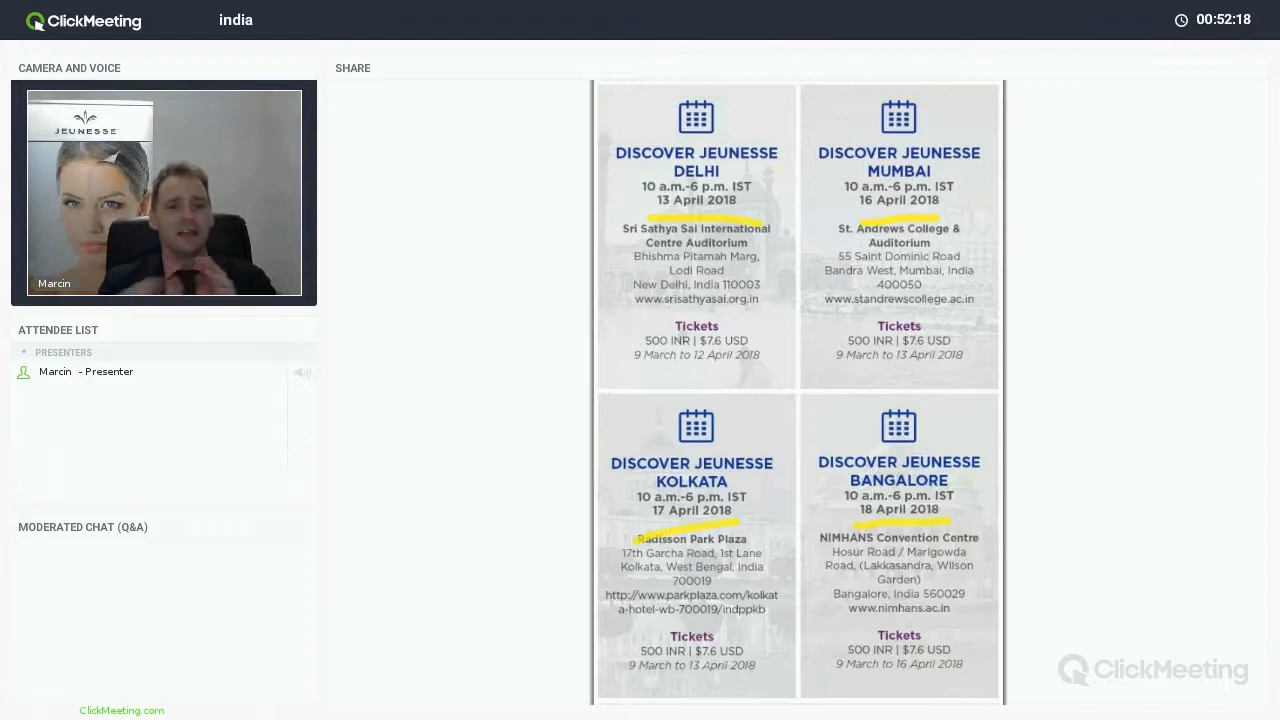 ClickMeeting
india
00:52:18
CAMERA AND VOICE
SHARE
JEUNESSE
Marcin
ATTENDEE LIST
PRESENTERS
Marcin - Presenter
MODERATED CHAT (Q&A)
ClickMeeting.com
DISCOVER JEUNESSE
DELHI
10 a.m.-6 p.m. IST
13 April 2018
Sri Sathya Sai International
Centre Auditorium
Bhishma Pitamah Marg,
Lodi Road
New Delhi, India 110003
www.srisathyasai.org.in
Tickets
500 INR | $7.6 USD
9 March to 12 April 2018
DISCOVER JEUNESSE
MUMBAI
10 a.m.-6 p.m. IST
16 April 2018
St. Andrews College &
Auditorium
55 Saint Dominic Road
Bandra West, Mumbai, India
400050
www.standrewscollege.ac.in
Tickets
500 INR | $7.6 USD
9 March to 13 April 2018
DISCOVER JEUNESSE
KOLKATA
10 a.m.-6 p.m. IST
17 April 2018
Radisson Park Plaza
17th Garcha Road, 1st Lane
Kolkata, West Bengal, India
700019
http://www.parkplaza.com/kolkat
a-hotel-wb-700019/indppkb
Tickets
500 INR | $7.6 USD
9 March to 13 April 2018
DISCOVER JEUNESSE
BANGALORE
10 a.m.-6 p.m. IST
18 April 2018
NIMHANS Convention Centre
Hosur Road / Marigowda
Road, (Lakkasandra, Wilson
Garden)
Bangalore, India 560029
www.nimhans.ac.in
Tickets
500 INR | $7.6 USD
9 March to 16 April 2018
ClickMeeting